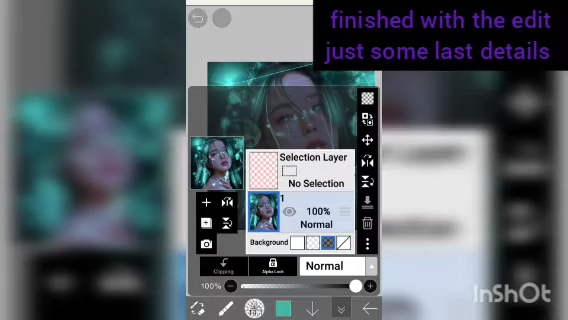 finished with the edit
just some last details
Selection Layer
No Selection
1
100%
Normal
Background
Clipping
Alpha Lock
Normal
100%
InShOt